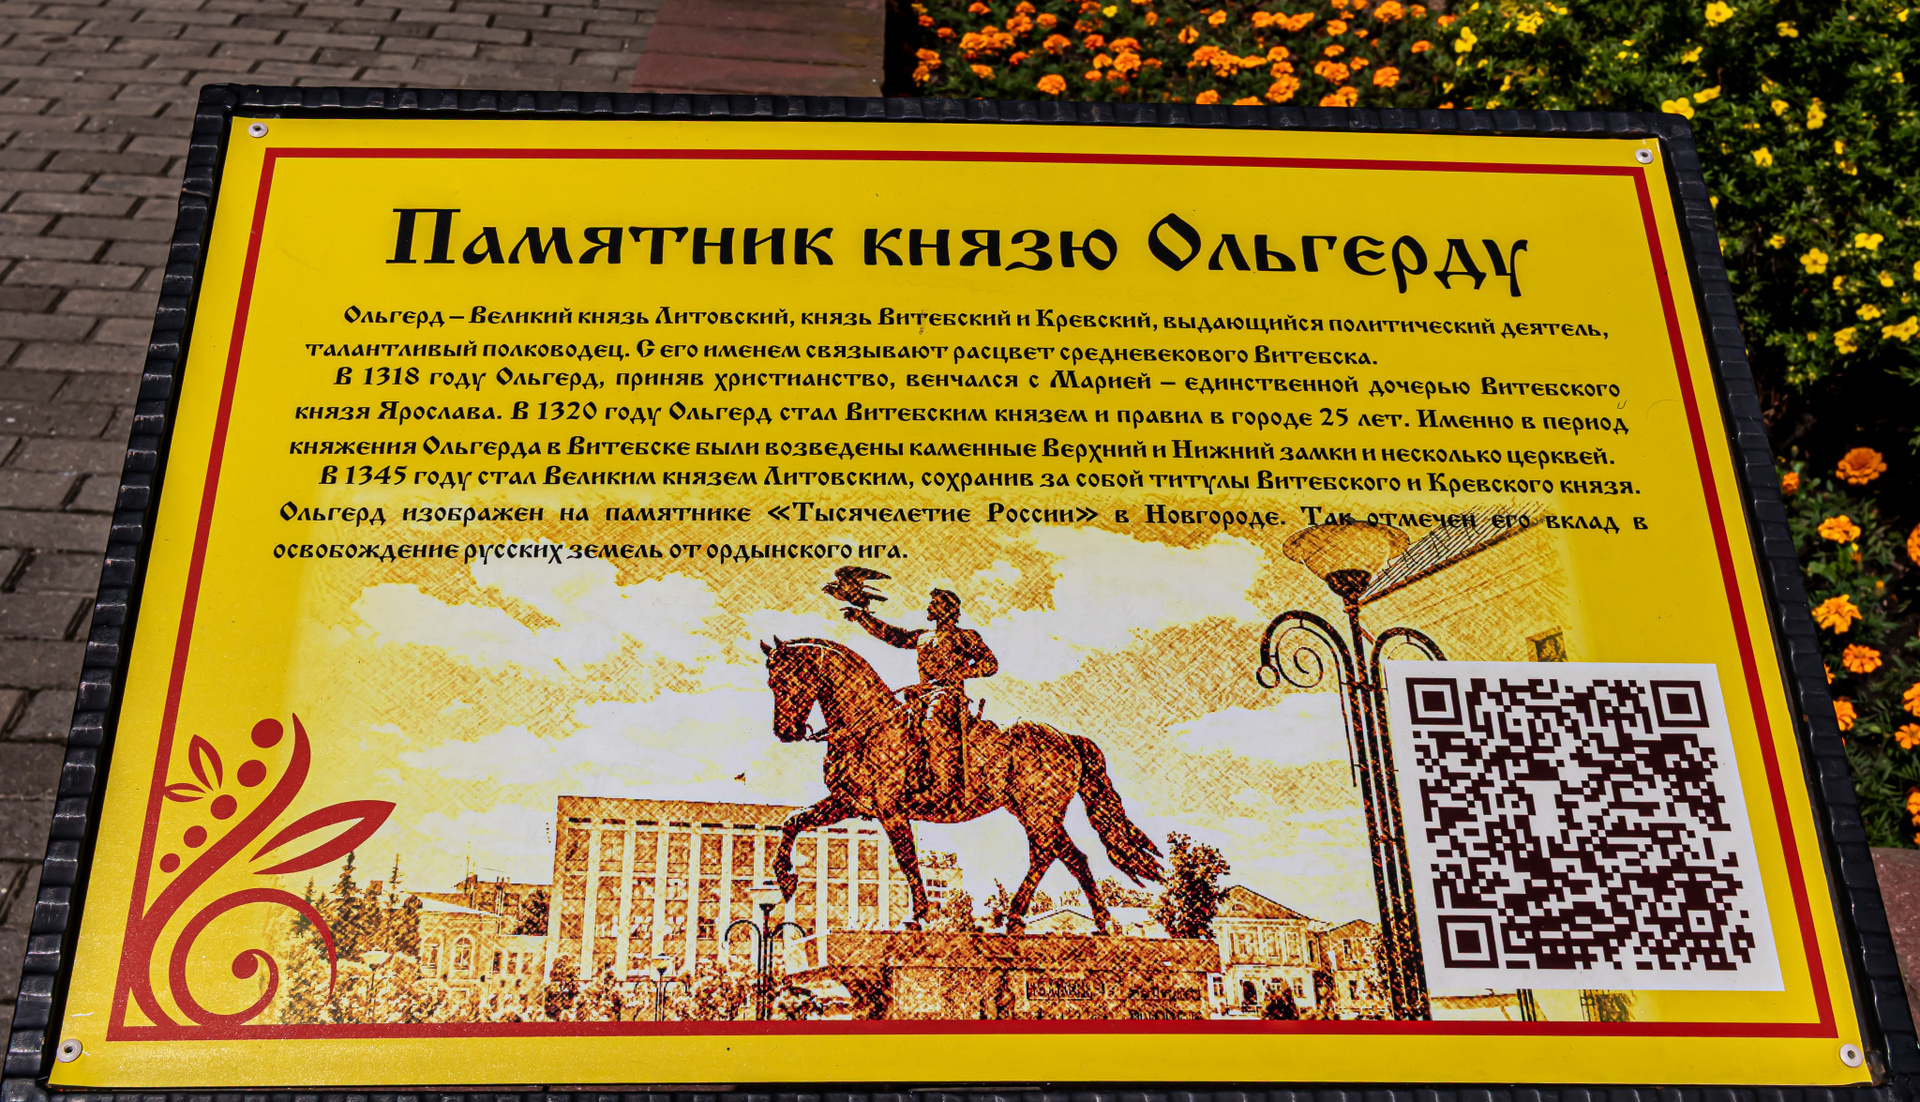 Памятник князю Ольгерду
Ольгерд – Великий князь Литовский, князь Витебский и Кревский, выдающийся политический деятель,
талантливый полководец. С его именем связывают расцвет средневекового Витебска.
В 1318 году Ольгерд, приняв христианство, венчался с Марией – единственной дочерью Витебского
князя Ярослава. В 1320 году Ольгерд стал Витебским князем и правил в городе 25 лет. Именно в период
княжения Ольгерда в Витебске были возведены каменные Верхний и Нижний замки и несколько церквей.
В 1345 году стал Великим князем Литовским, сохранив за собой титулы Витебского и Кревского князя.
Ольгерд изображен на памятнике «Тысячелетие России» в Новгороде. Так отмечен его вклад в
освобождение русских земель от ордынского ига.